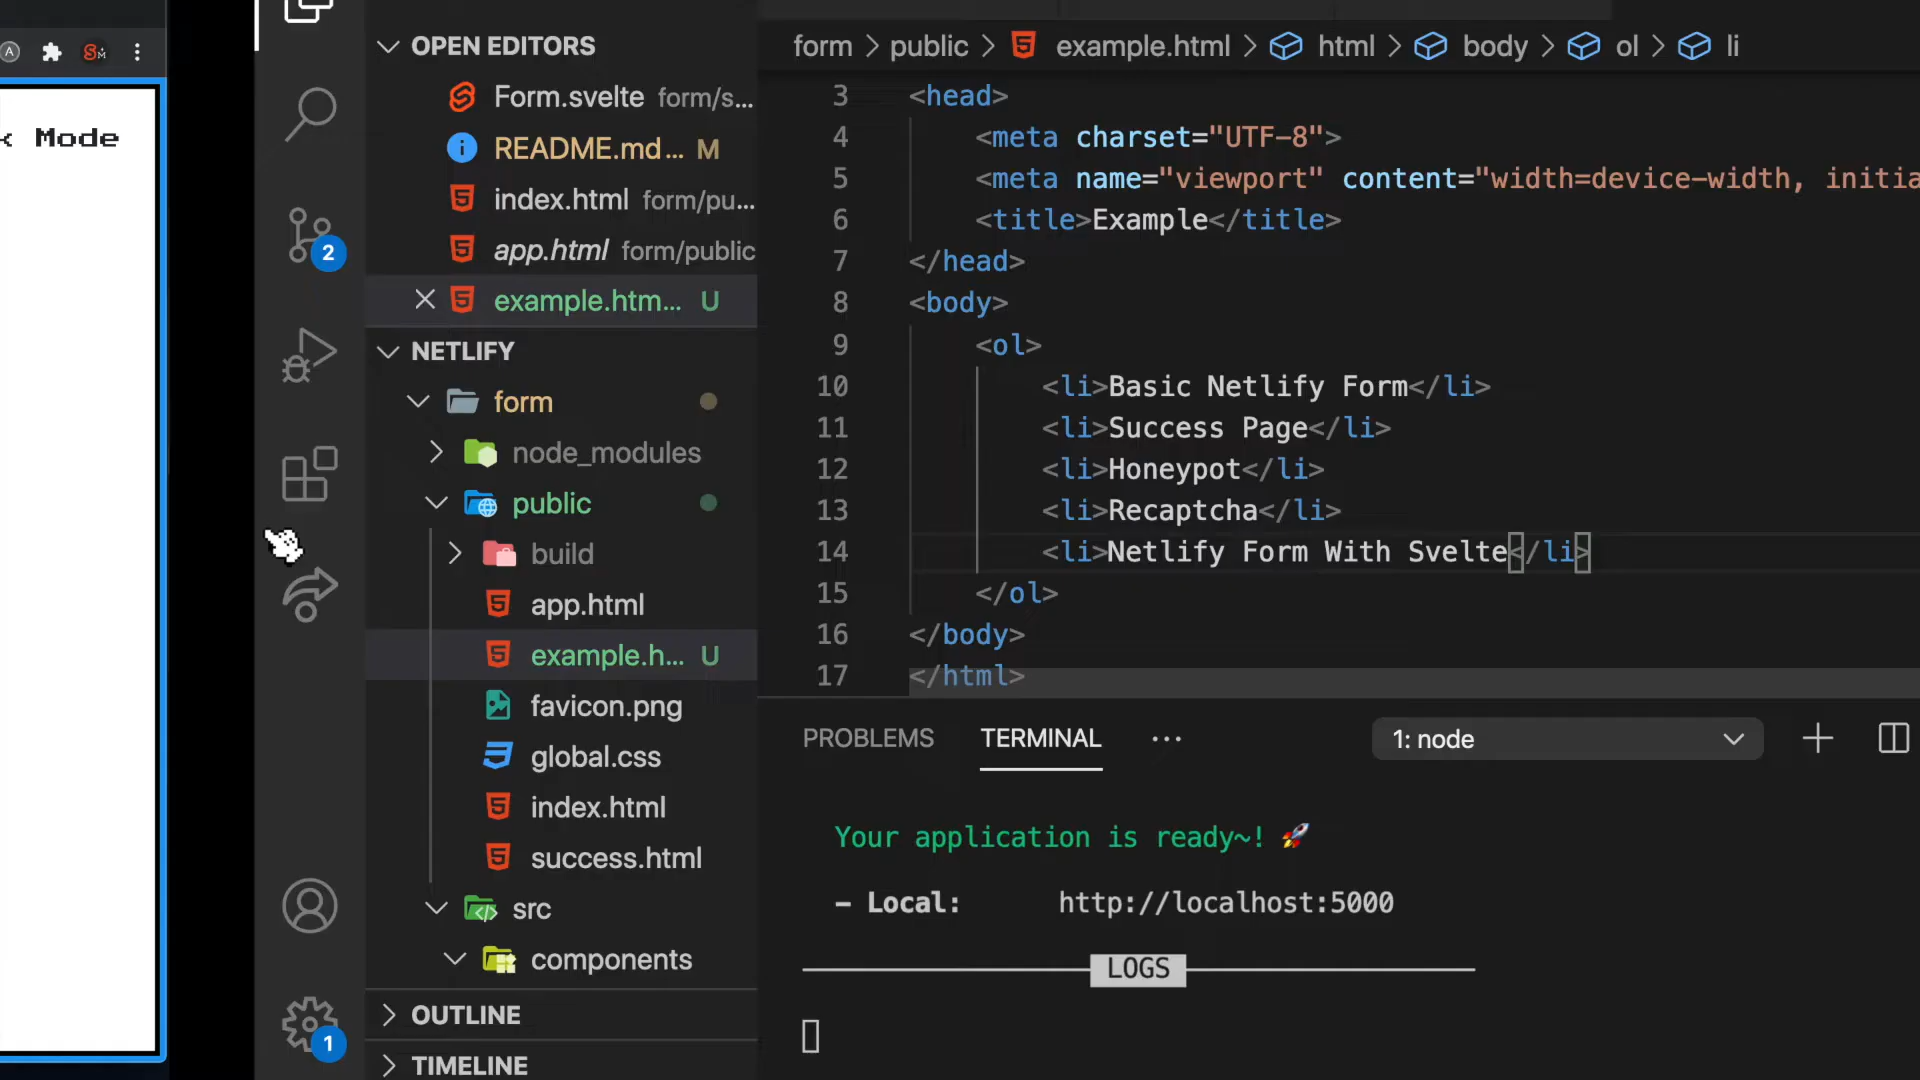 Mode
OPEN EDITORS
Form.svelte form/s...
README.md... M
index.html form/pu...
app.html form/public
example.htm... U
NETLIFY
form
node_modules
public
build
app.html
example.h... U
favicon.png
global.css
index.html
success.html
src
components
OUTLINE
TIMELINE
2
1
form > public > example.html > html > body > ol > li
3 <head>
4 <meta charset="UTF-8">
5 <meta name="viewport" content="width=device-width, initia
6 <title>Example</title>
7 </head>
8 <body>
9 <ol>
10 <li>Basic Netlify Form</li>
11 <li>Success Page</li>
12 <li>Honeypot</li>
13 <li>Recaptcha</li>
14 <li>Netlify Form With Svelte</li>
15 </ol>
16 </body>
17 </html>
PROBLEMS TERMINAL ... 1: node
Your application is ready~! 🚀
- Local: http://localhost:5000
LOGS